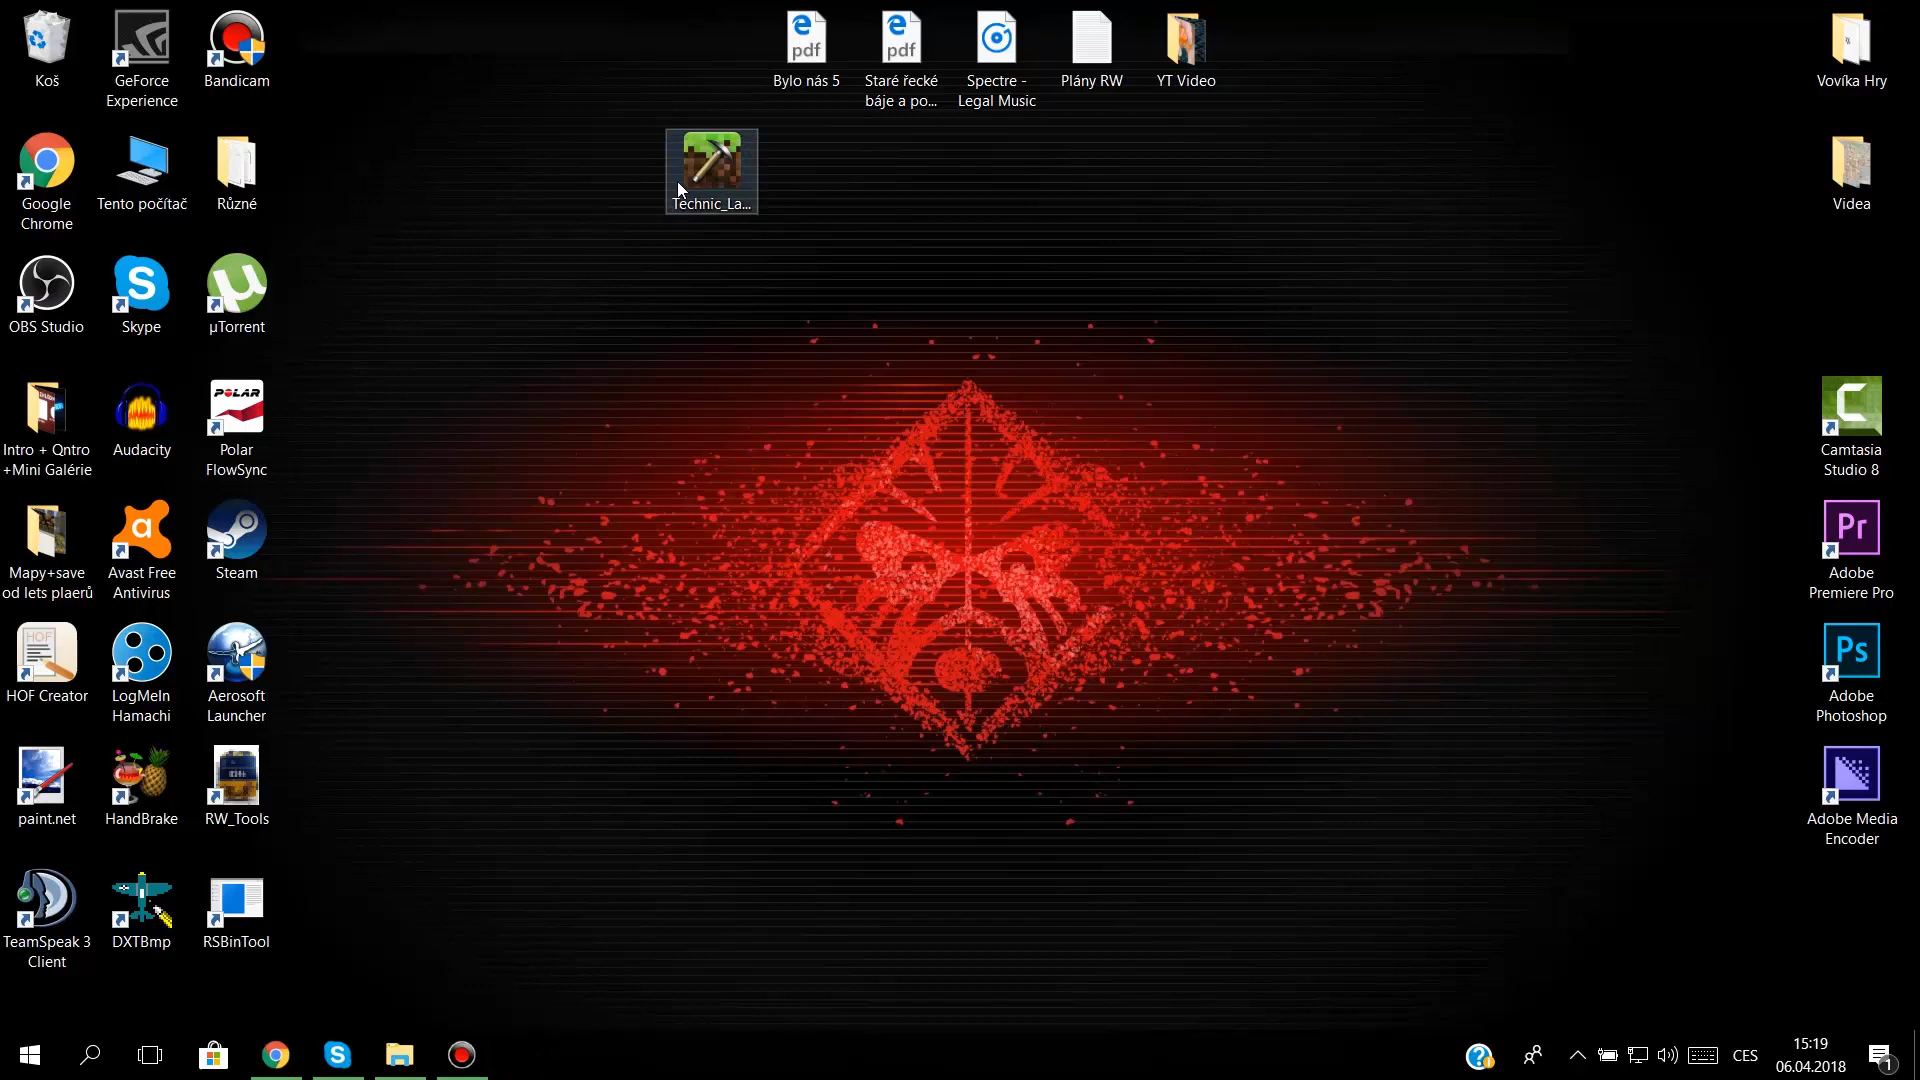 Koš
GeForce
Experience
Bandicam
pdf
Bylo nás 5
pdf
Staré řecké
báje a po...
Spectre -
Legal Music
Plány RW
YT Video
Vovíka Hry
Google
Chrome
Tento počítač
Různé
Technic_La...
Videa
OBS Studio
Skype
µTorrent
Intro + Qntro
+Mini Galérie
Audacity
POLAR
Polar
FlowSync
Camtasia
Studio 8
Mapy+save
od lets plaerů
Avast Free
Antivirus
Steam
Pr
Adobe
Premiere Pro
HOF
HOF Creator
LogMeIn
Hamachi
Aerosoft
Launcher
Ps
Adobe
Photoshop
paint.net
HandBrake
RW_Tools
Adobe Media
Encoder
TeamSpeak 3
Client
DXTBmp
RSBinTool
CES
15:19
06.04.2018
1